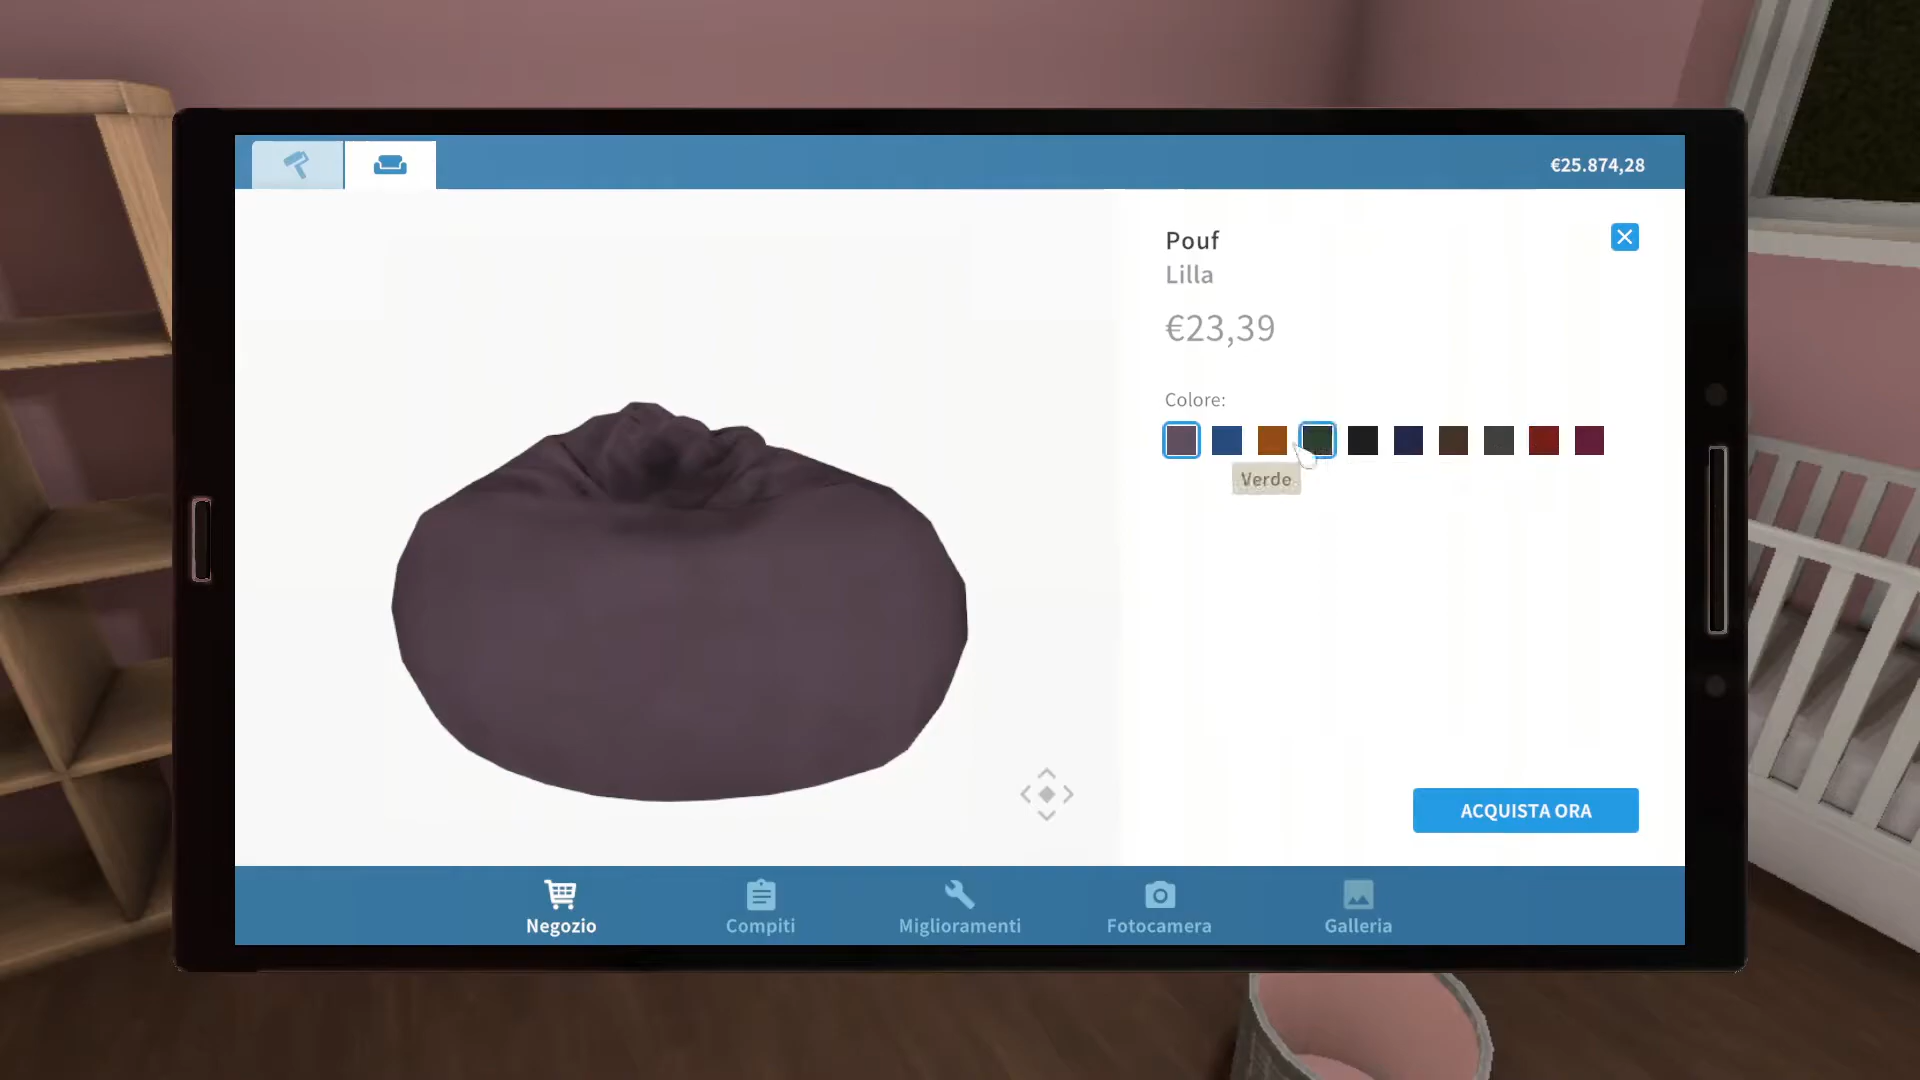 €25.874,28
Pouf
Lilla
€23,39
Colore:
Verde
ACQUISTA ORA
Negozio
Compiti
Miglioramenti
Fotocamera
Galleria